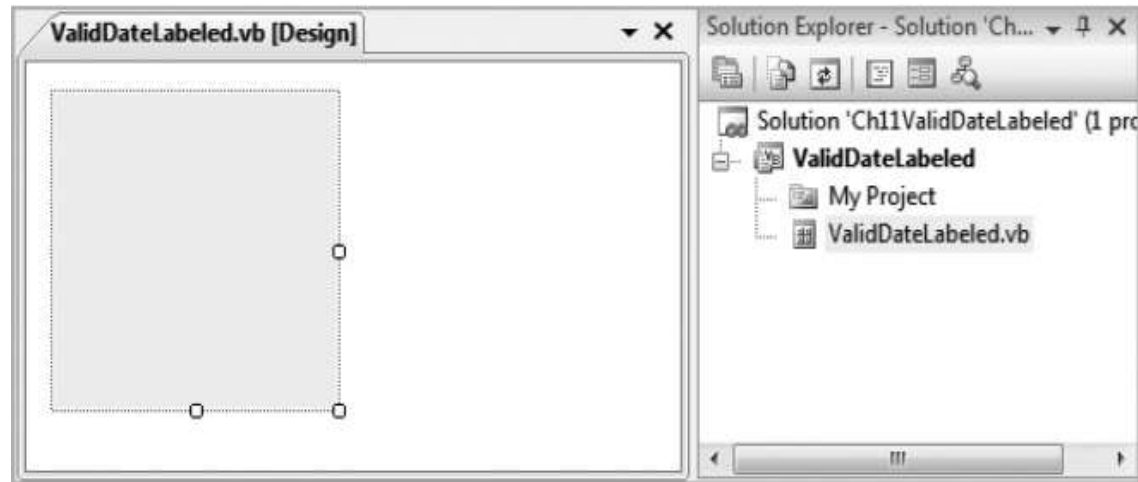 ValidDateLabeled.vb [Design]
Solution Explorer - Solution 'Ch...
Solution 'Ch11ValidDateLabeled' (1 pro
ValidDateLabeled
My Project
ValidDateLabeled.vb